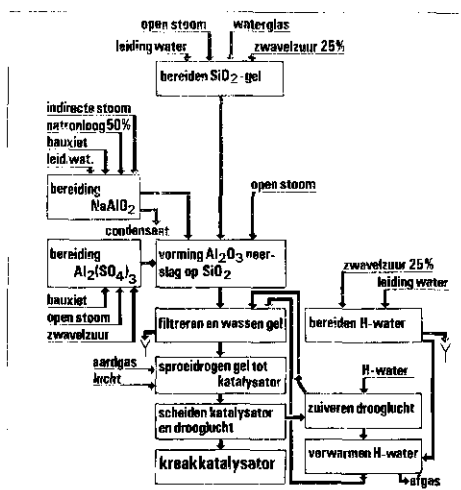 open stoom
waterglas
leiding water
zwavelzuur 25%
bereiden SiO2-gel
indirecte stoom
natronloog 50%
bauxiet
leid.wat.
bereiding
NaAlO2
open stoom
condensaat
bereiding
Al2(SO4)3
vorming Al2O3 neer-
slag op SiO2
bauxiet
open stoom
zwavelzuur
zwavelzuur 25%
leiding water
filtreren en wassen gel
bereiden H-water
aardgas
lucht
sproeidrogen gel tot
katalysator
H-water
scheiden katalysator
en drooglucht
zuiveren drooglucht
kraakkatalysator
verwarmen H-water
afgas